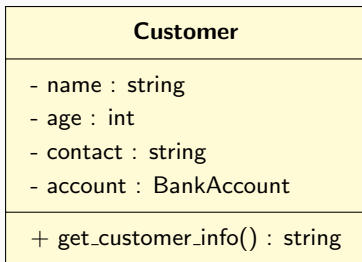 Customer
- name : string
- age : int
- contact : string
- account : BankAccount
+ get_customer_info() : string